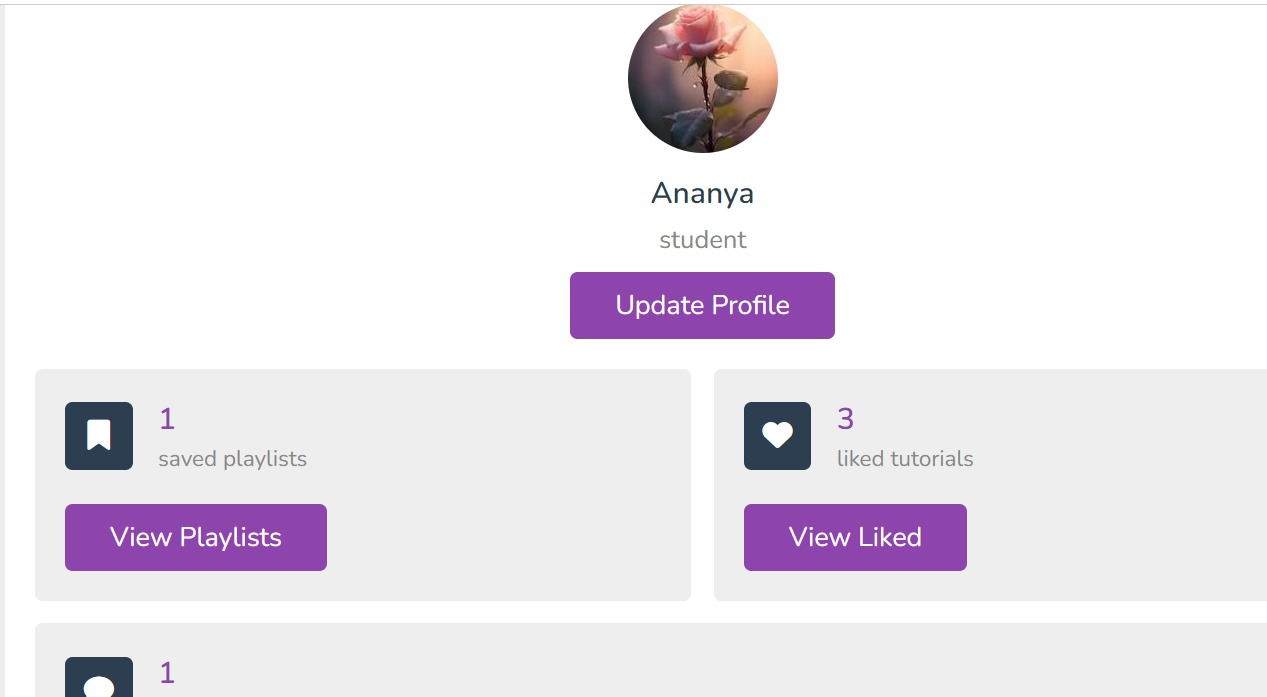 Ananya
student
Update Profile
1
saved playlists
View Playlists
3
liked tutorials
View Liked
1